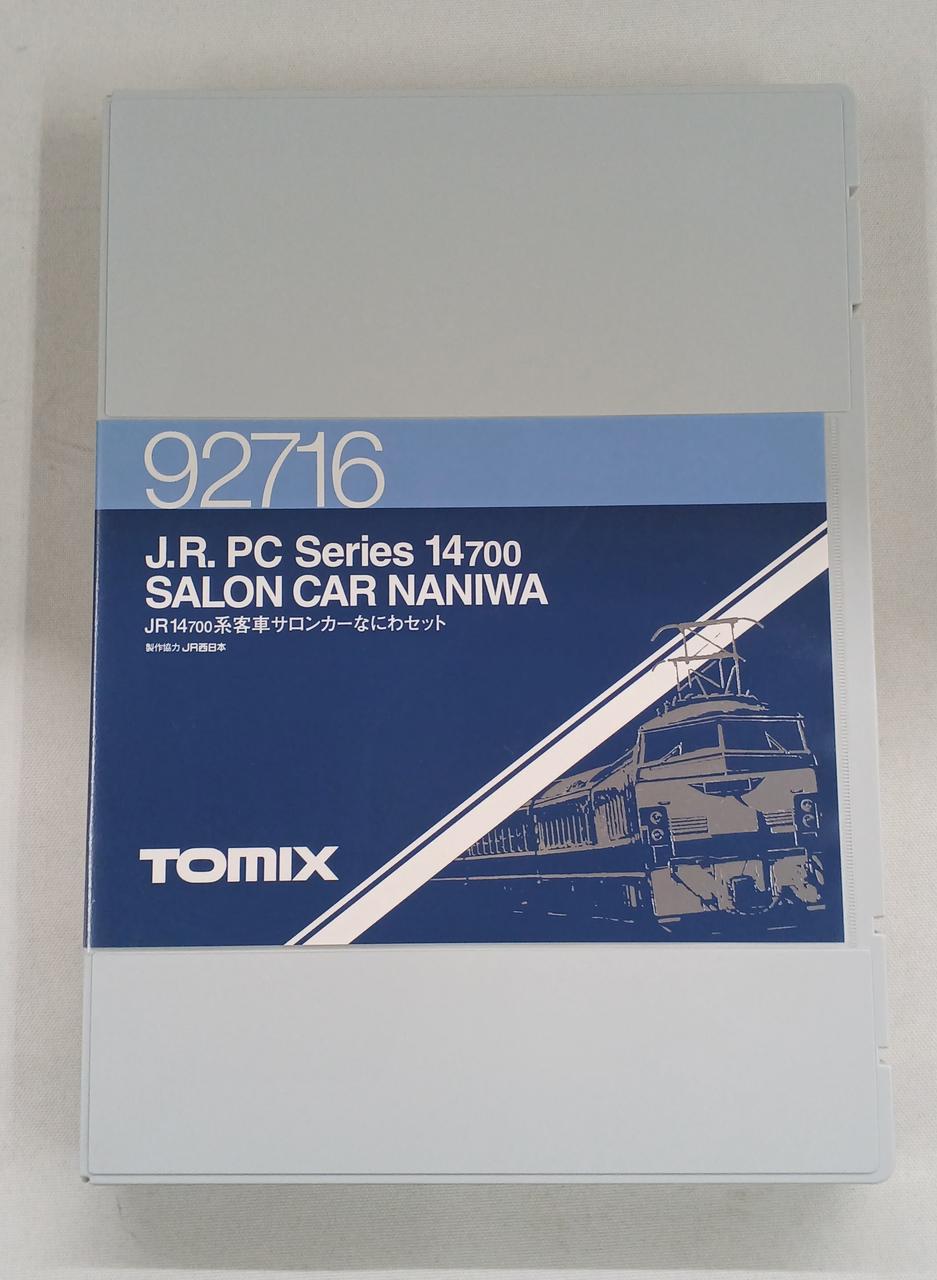 92716
J.R. PC Series 14700
SALON CAR NANIWA
JR14700系客車サロンカーなにわセット
製作協力 JR西日本
TOMIX